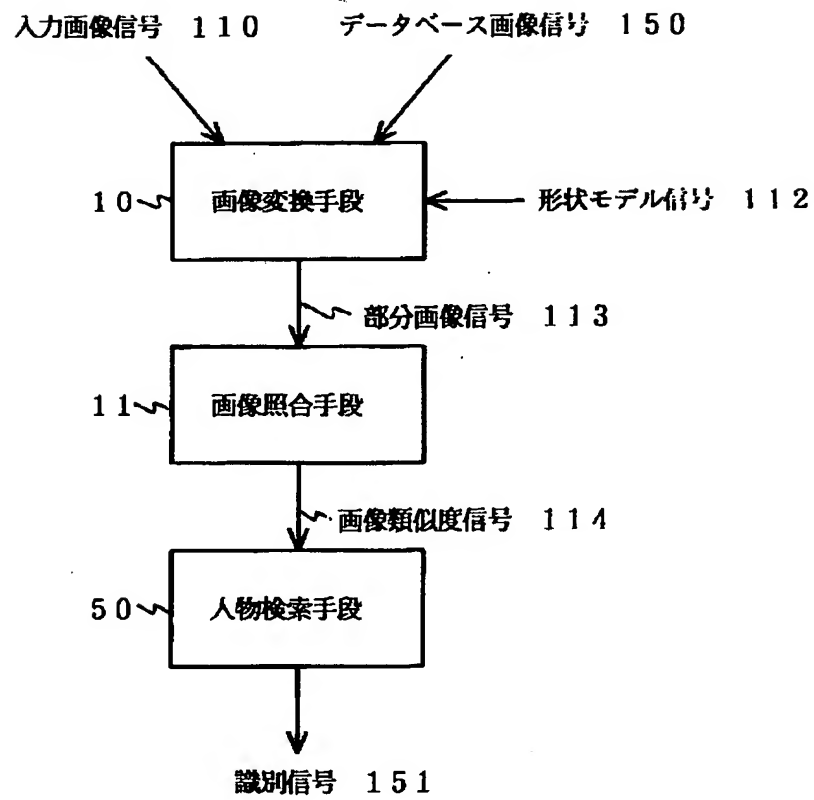 入力画像信号 110 データベース画像信号 150
10 画像変換手段 形状モデル信号 112
部分画像信号 113
11 画像照合手段
画像類似度信号 114
50 人物検索手段
識別信号 151